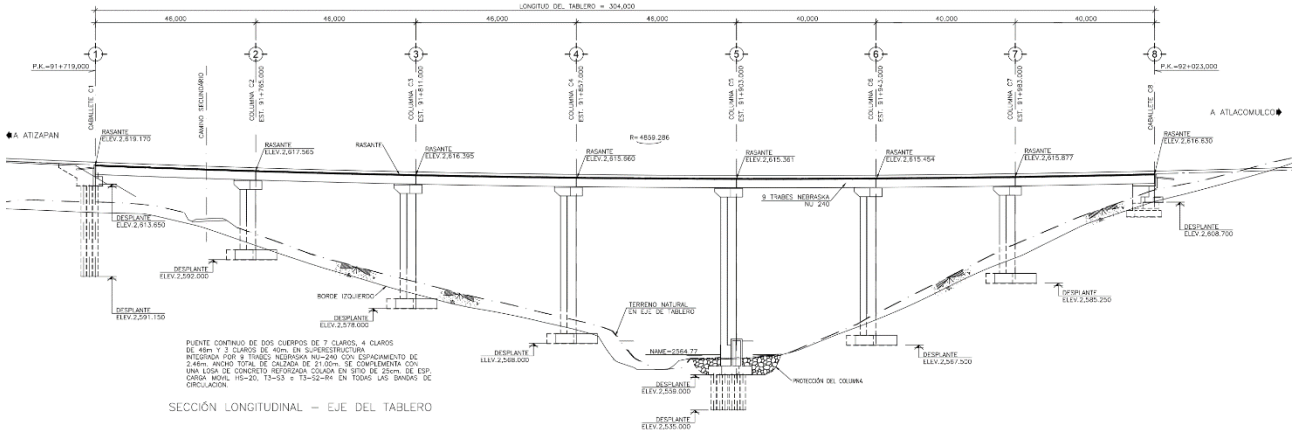 LONGITUD DEL TABLERO = 304,000
46,000
46,000
46,000
46,000
40,000
40,000
40,000
1
2
3
4
5
6
7
8
P.K.=91+719,000
P.K.=92+023,000
CABALLETE C1
CAMINO SECUNDÁRIO
COLUMNA C2
EST. 91+765.000
COLUMNA C3
EST. 91+811.000
COLUMNA C4
EST. 91+857.000
COLUMNA C5
EST. 91+903.000
COLUMNA C6
EST. 91+943.000
COLUMNA C7
EST. 91+983.000
CABALLETE C8
A ATIZAPAN
A ATLACOMULCO
RASANTE
ELEV.2,619.170
RASANTE
ELEV.2,617.565
RASANTE
RASANTE
ELEV.2,616.395
R=4859.286
RASANTE
ELEV.2,615.660
RASANTE
ELEV.2,615.361
RASANTE
ELEV.2,615.454
RASANTE
ELEV.2,615.877
RASANTE
ELEV.2,616.630
9 TRABES NEBRASKA
NU 240
DESPLANTE
ELEV.2,613.650
DESPLANTE
ELEV.2,608.700
DESPLANTE
ELEV.2,592.000
DESPLANTE
ELEV.2,591.150
DESPLANTE
ELEV.2,585.250
BORDE IZQUIERDO
DESPLANTE
ELEV.2,578.000
TERRENO NATURAL
EN EJE DE TABLERO
DESPLANTE
ELEV.2,568.000
NAME=2564.77
DESPLANTE
ELEV.2,567.500
DESPLANTE
ELEV.2,559.000
PROTECCIÓN DEL COLUMNA
DESPLANTE
ELEV.2,535.000
PUENTE CONTINUO DE DOS CUERPOS DE 7 CLAROS, 4 CLAROS
DE 46m Y 3 CLAROS DE 40m, EN SUPERESTRUCTURA
INTEGRADA POR 9 TRABES NEBRASKA NU-240 CON ESPACIAMIENTO DE
2.46m, ANCHO TOTAL DE CALZADA DE 21.00m. SE COMPLEMENTA CON
UNA LOSA DE CONCRETO REFORZADA COLADA EN SITIO DE 25cm. DE ESP.
CARGA MOVIL HS-20, T3-S3 o T3-S2-R4 EN TODAS LAS BANDAS DE
CIRCULACION.
SECCIÓN LONGITUDINAL - EJE DEL TABLERO